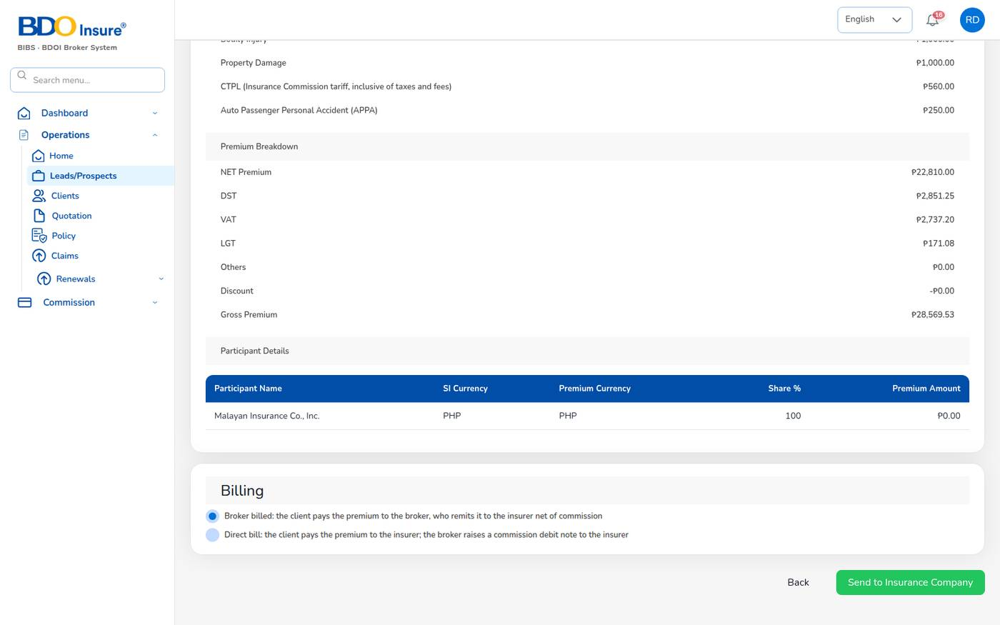 BDO Insure®
BIBS · BDOI Broker System
Search menu...
Dashboard
Operations
Home
Leads/Prospects
Clients
Quotation
Policy
Claims
Renewals
Commission
English
16
RD
Property Damage ₱1,000.00
CTPL (Insurance Commission tariff, inclusive of taxes and fees) ₱560.00
Auto Passenger Personal Accident (APPA) ₱250.00
Premium Breakdown
NET Premium ₱22,810.00
DST ₱2,851.25
VAT ₱2,737.20
LGT ₱171.08
Others ₱0.00
Discount -₱0.00
Gross Premium ₱28,569.53
Participant Details
Participant Name SI Currency Premium Currency Share % Premium Amount
Malayan Insurance Co., Inc. PHP PHP 100 ₱0.00
Billing
Broker billed: the client pays the premium to the broker, who remits it to the insurer net of commission
Direct bill: the client pays the premium to the insurer; the broker raises a commission debit note to the insurer
Back
Send to Insurance Company